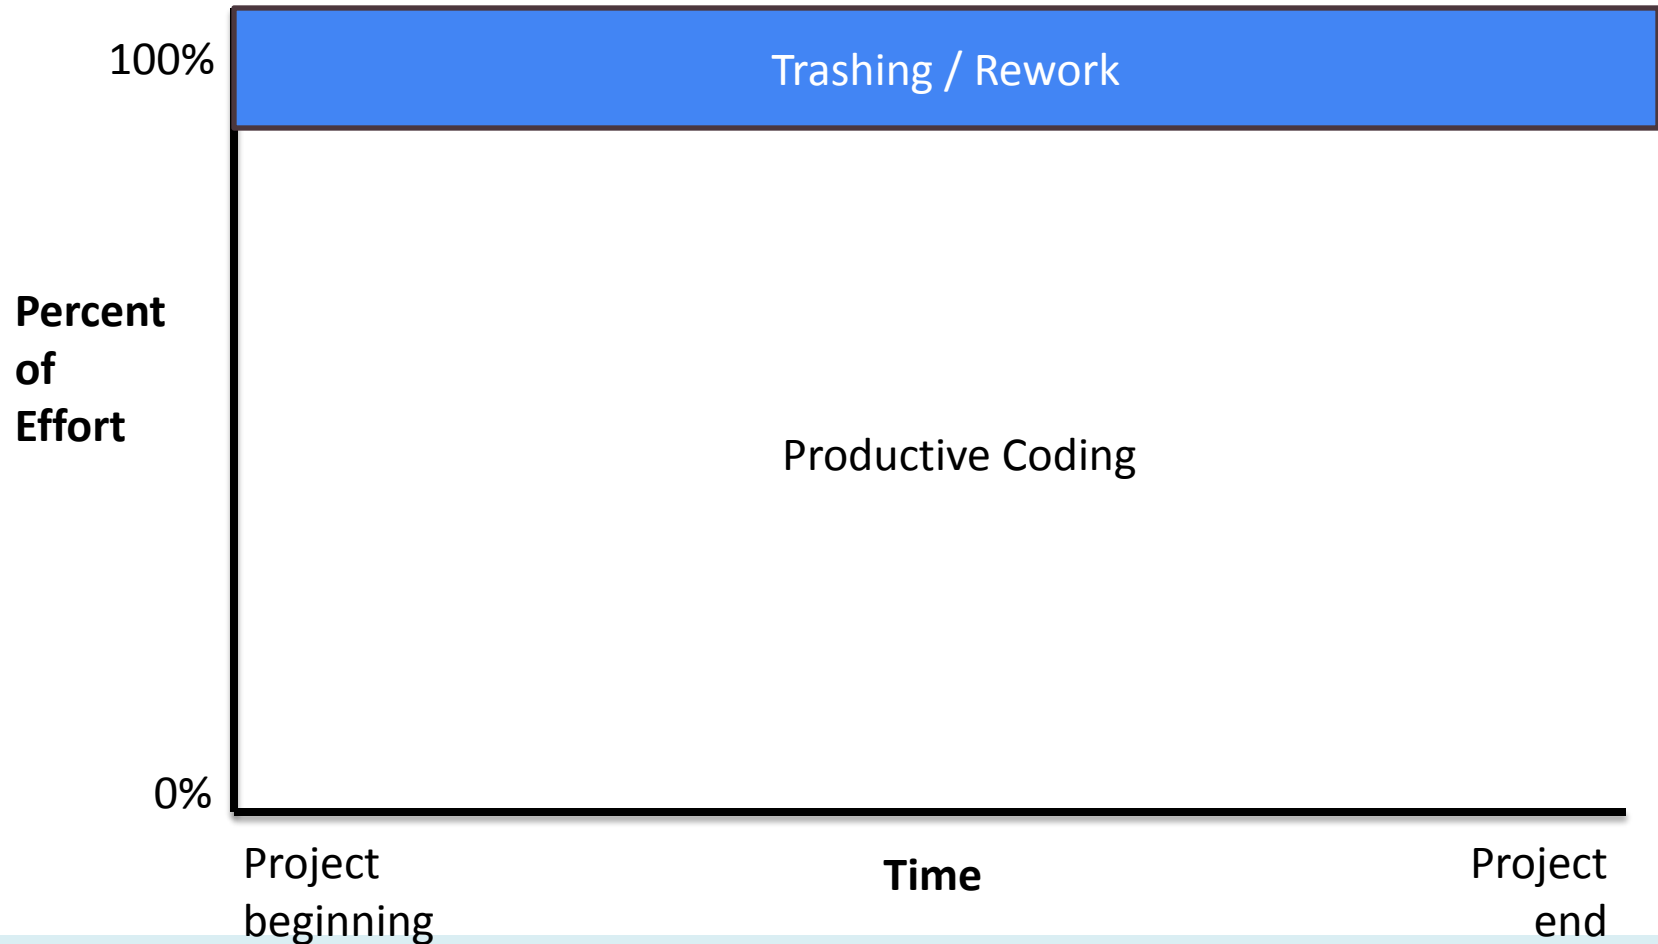 100%
Trashing / Rework
Percent
of
Effort
Productive Coding
0%
Project
beginning
Time
Project
end